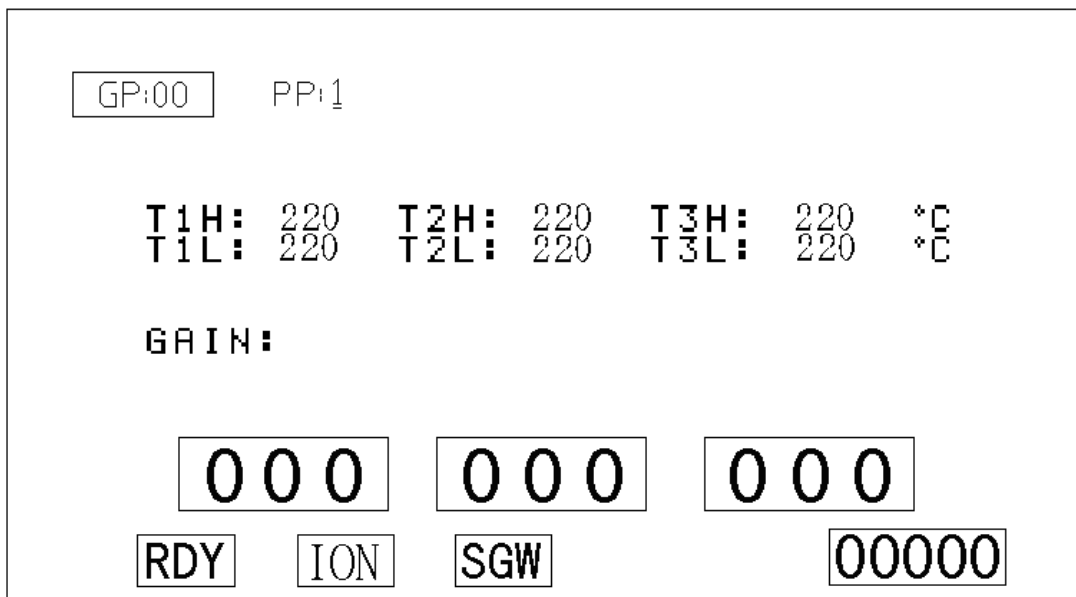 GP:00 PP:1
T1H: 220 T2H: 220 T3H: 220 °C
T1L: 220 T2L: 220 T3L: 220 °C
GAIN:
000 000 000
RDY ION SGW 00000